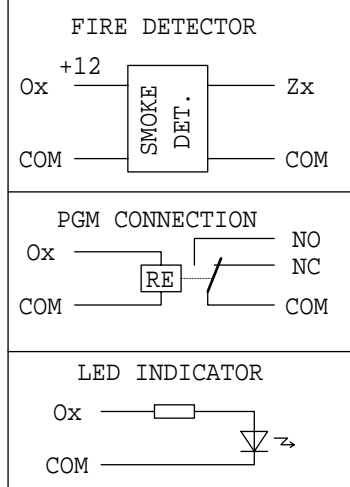 FIRE DETECTOR
+12
Ox
Zx
SMOKE
DET.
COM
COM
PGM CONNECTION
NO
Ox
NC
RE
COM
COM
LED INDICATOR
Ox
COM